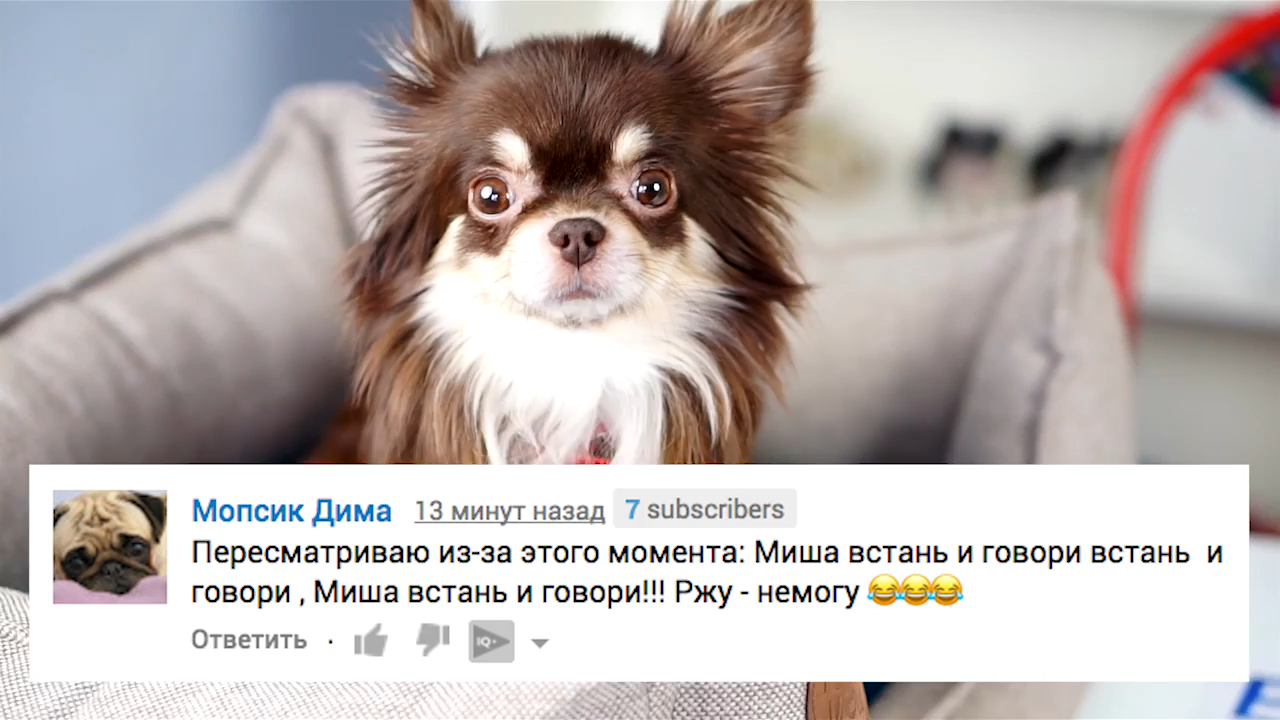 Мопсик Дима 13 минут назад 7 subscribers
Пересматриваю из-за этого момента: Миша встань и говори встань и
говори , Миша встань и говори!!! Ржу - немогу 😂😂😂
Ответить ·
IQ+